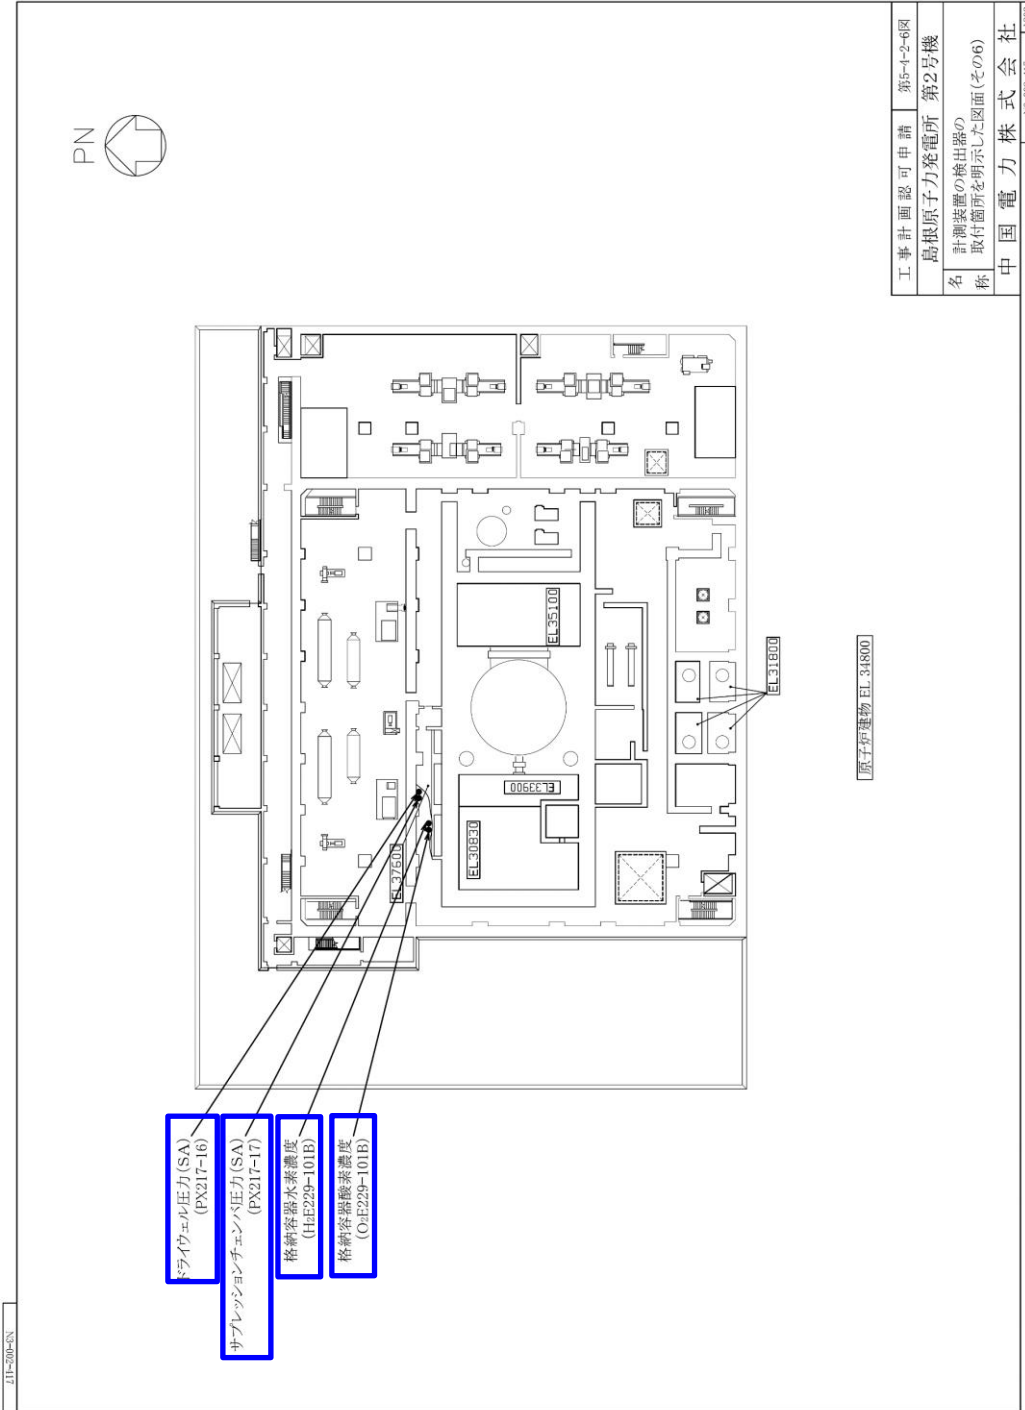 PN
ドライウェル圧力(SA)
(PX217-16)
サプレッションチェンバ圧力(SA)
(PX217-17)
格納容器水素濃度
(H2E229-101B)
格納容器酸素濃度
(O2E229-101B)
EL37600
EL30830
EL33900
EL35100
EL31800
原子炉建物 EL 34800
工事計画認可申請
第5-4-2-6図
島根原子力発電所 第2号機
名称
計測装置の検出器の
取付箇所を明示した図面(その6)
中国電力株式会社
N3-002-117